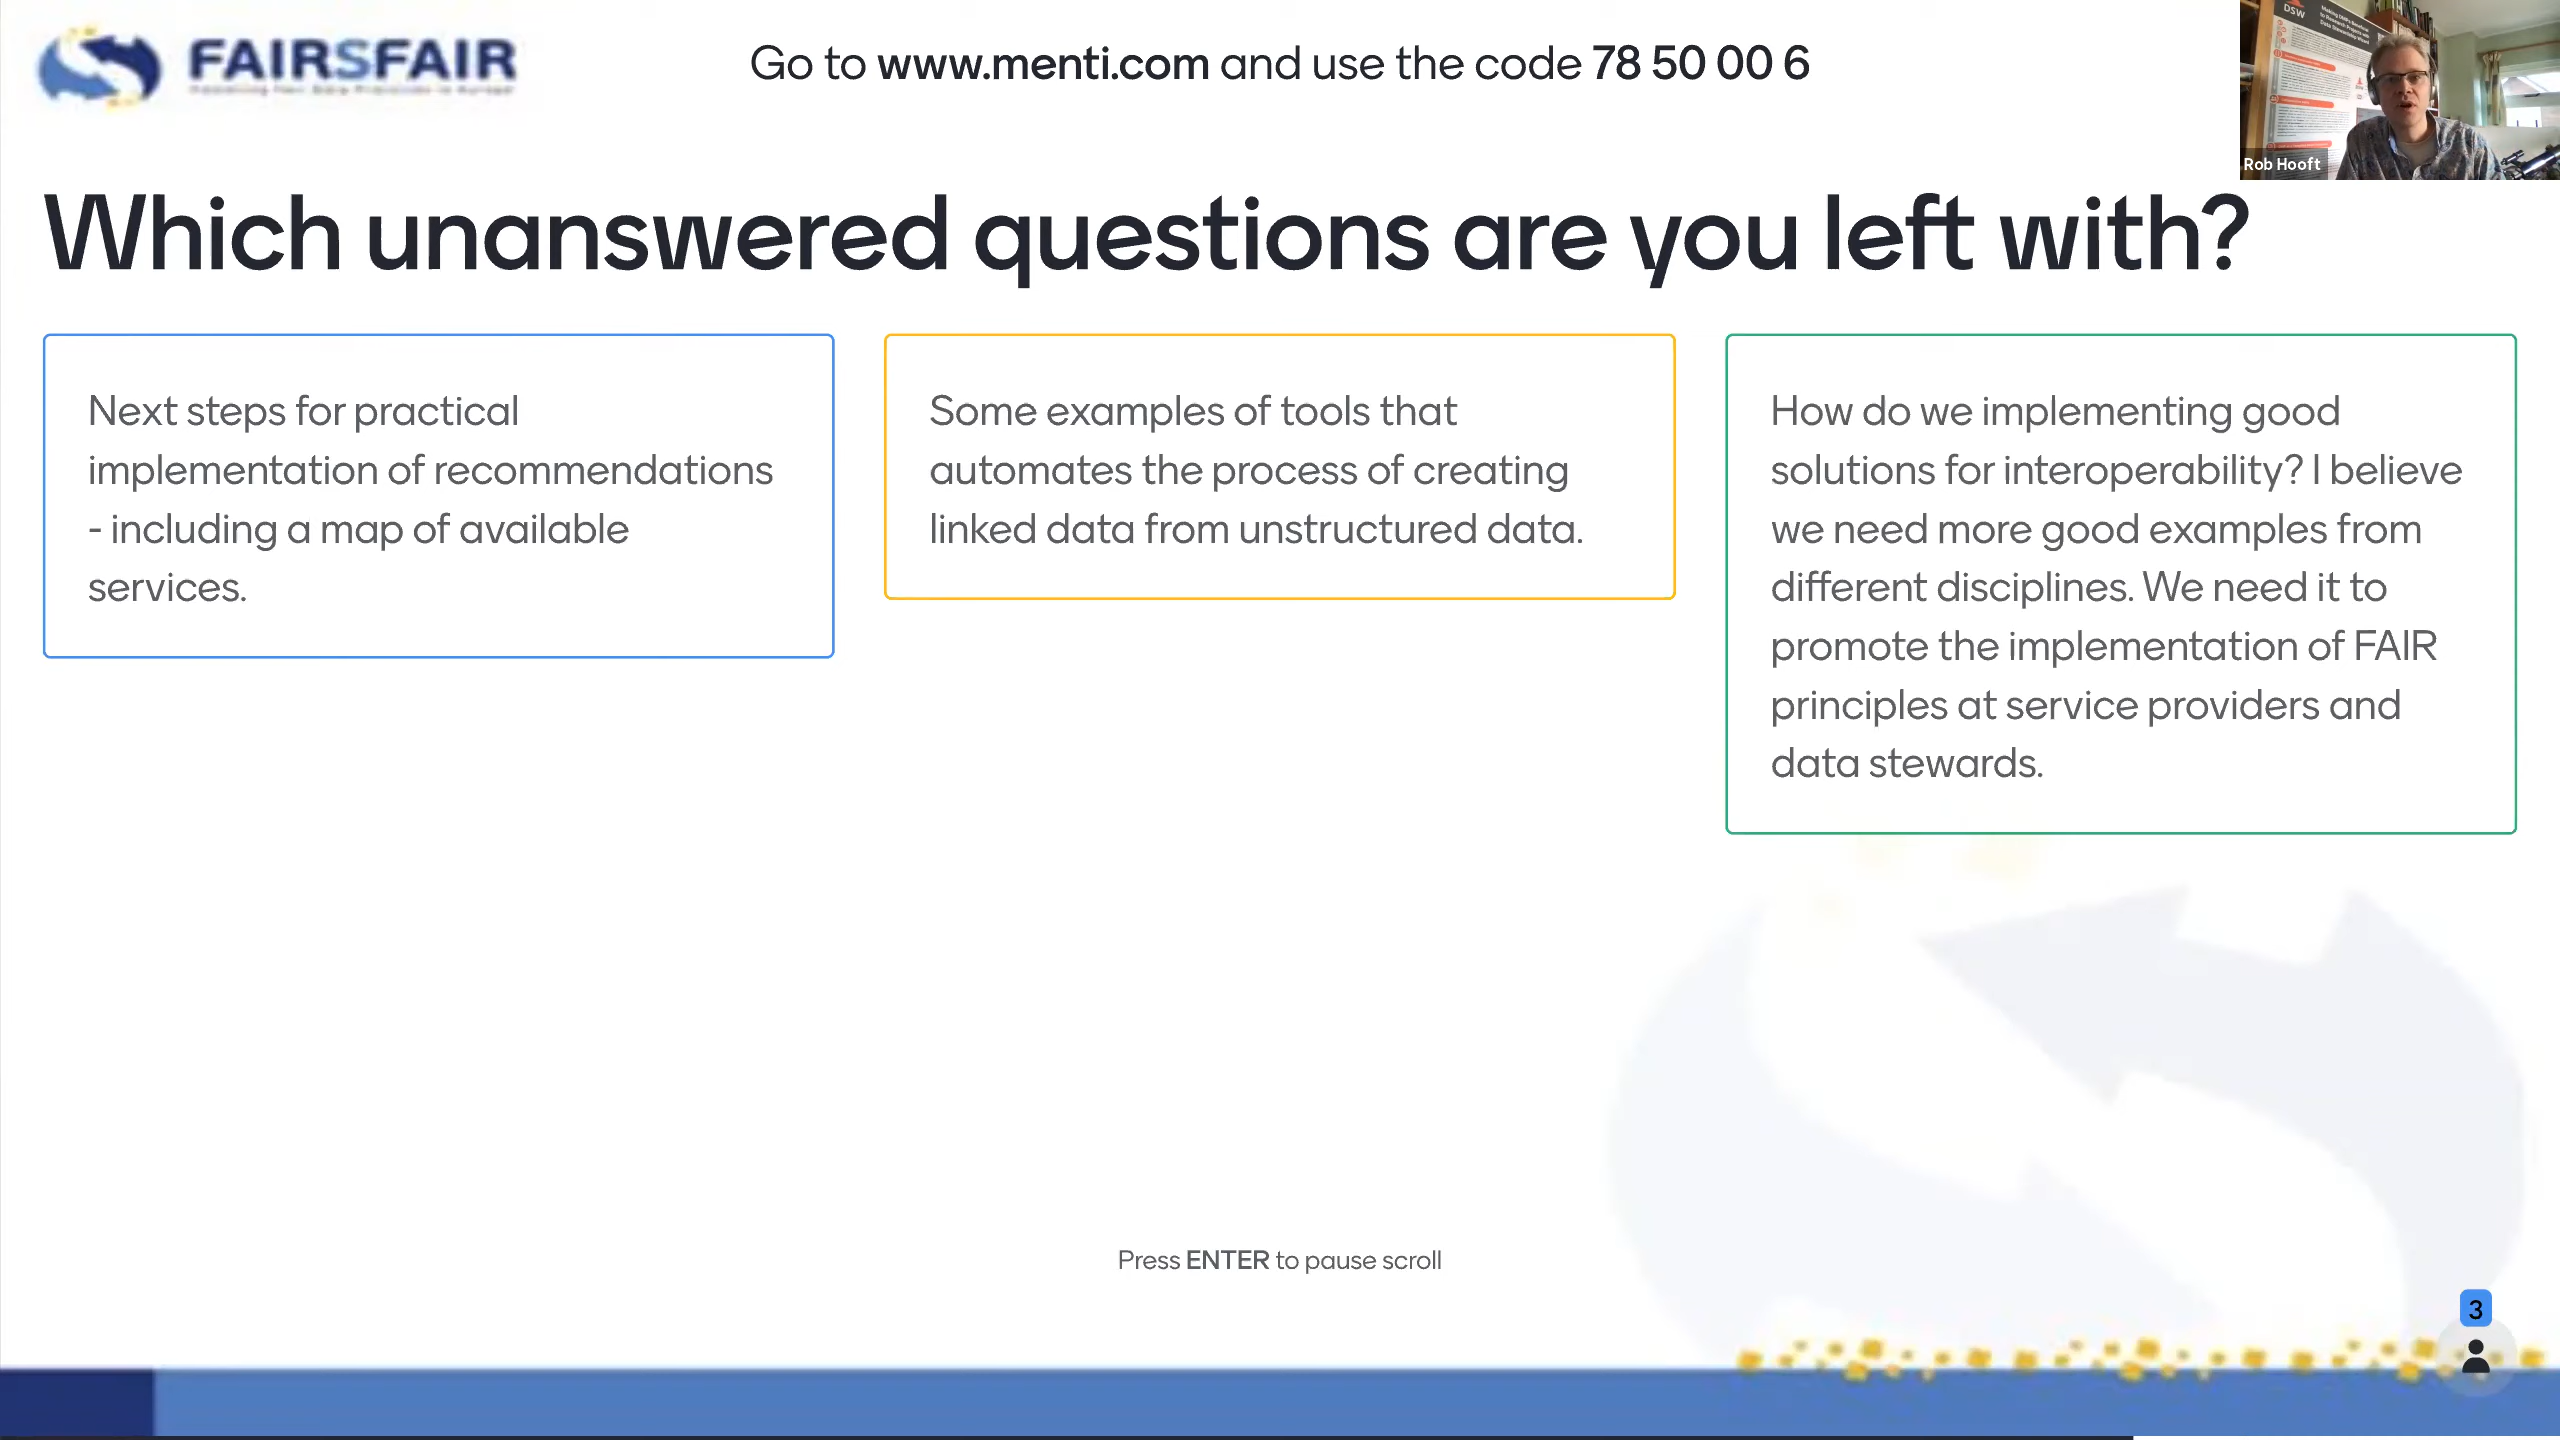 FAIRSFAIR
Go to www.menti.com and use the code 78 50 00 6
DSW
Rob Hooft
Which unanswered questions are you left with?
Next steps for practical
implementation of recommendations
- including a map of available
services.
Some examples of tools that
automates the process of creating
linked data from unstructured data.
How do we implementing good
solutions for interoperability? I believe
we need more good examples from
different disciplines. We need it to
promote the implementation of FAIR
principles at service providers and
data stewards.
Press ENTER to pause scroll
3